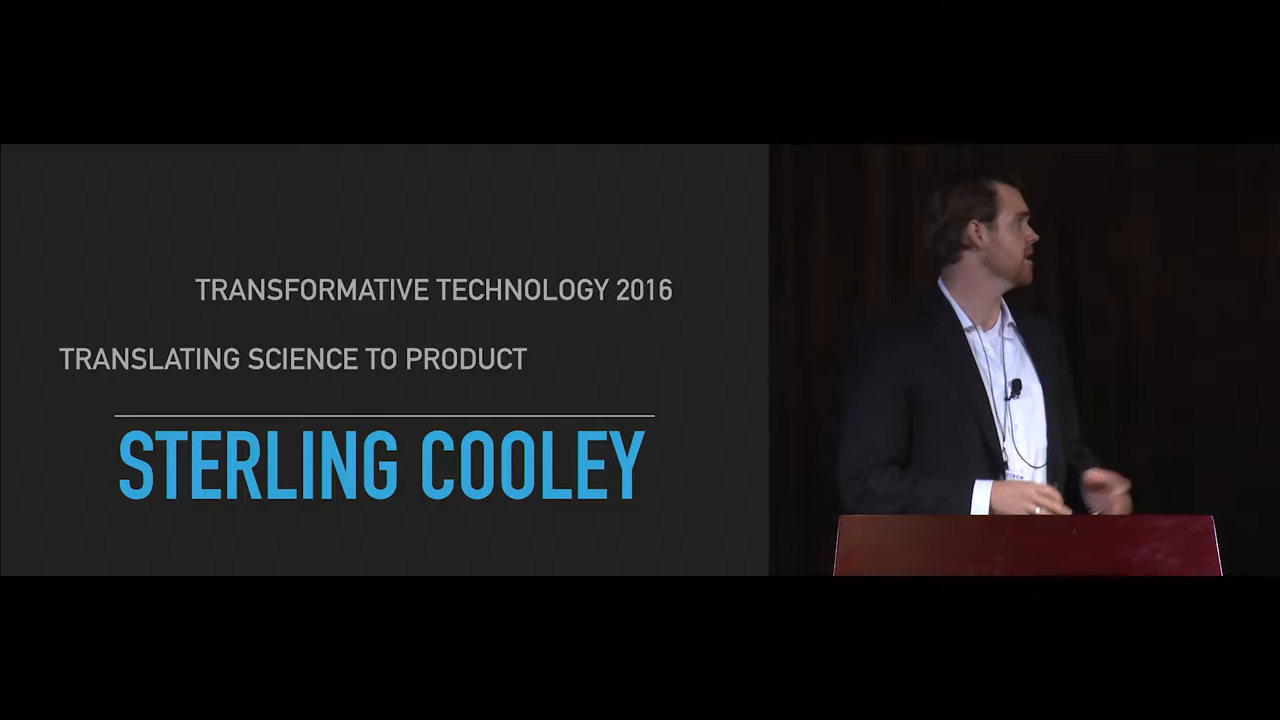 TRANSFORMATIVE TECHNOLOGY 2016
TRANSLATING SCIENCE TO PRODUCT
STERLING COOLEY